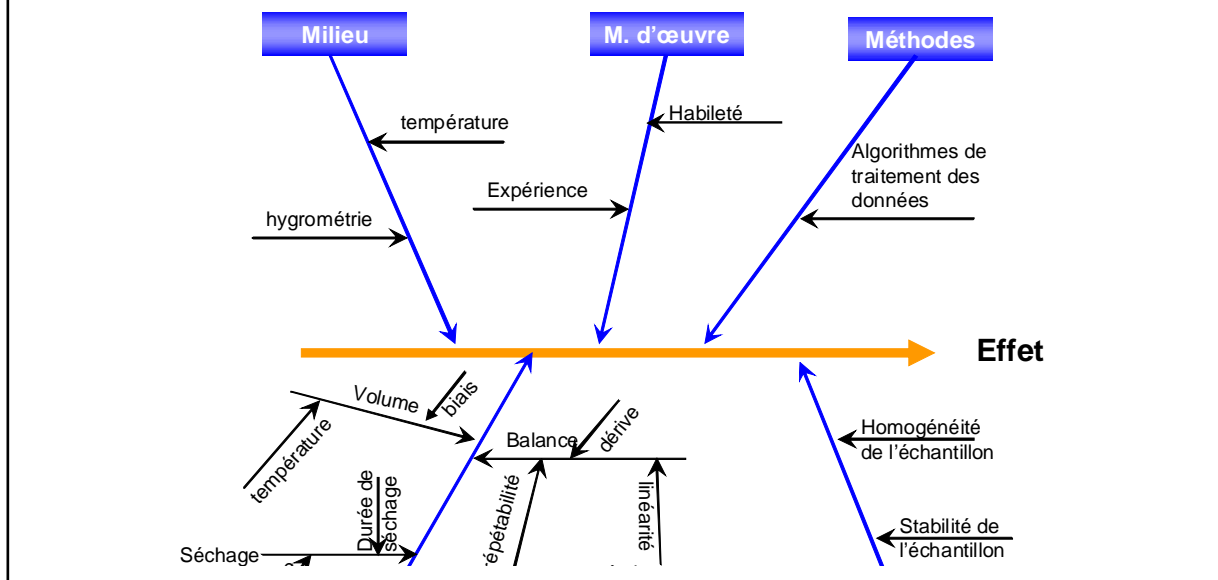 Milieu
M. d'œuvre
Méthodes
température
Habileté
Algorithmes de
traitement des
données
Expérience
hygrométrie
Effet
Volume
biais
température
Balance
dérive
Homogénéité
de l'échantillon
Durée de
séchage
répétabilité
linéarité
Séchage
Stabilité de
l'échantillon